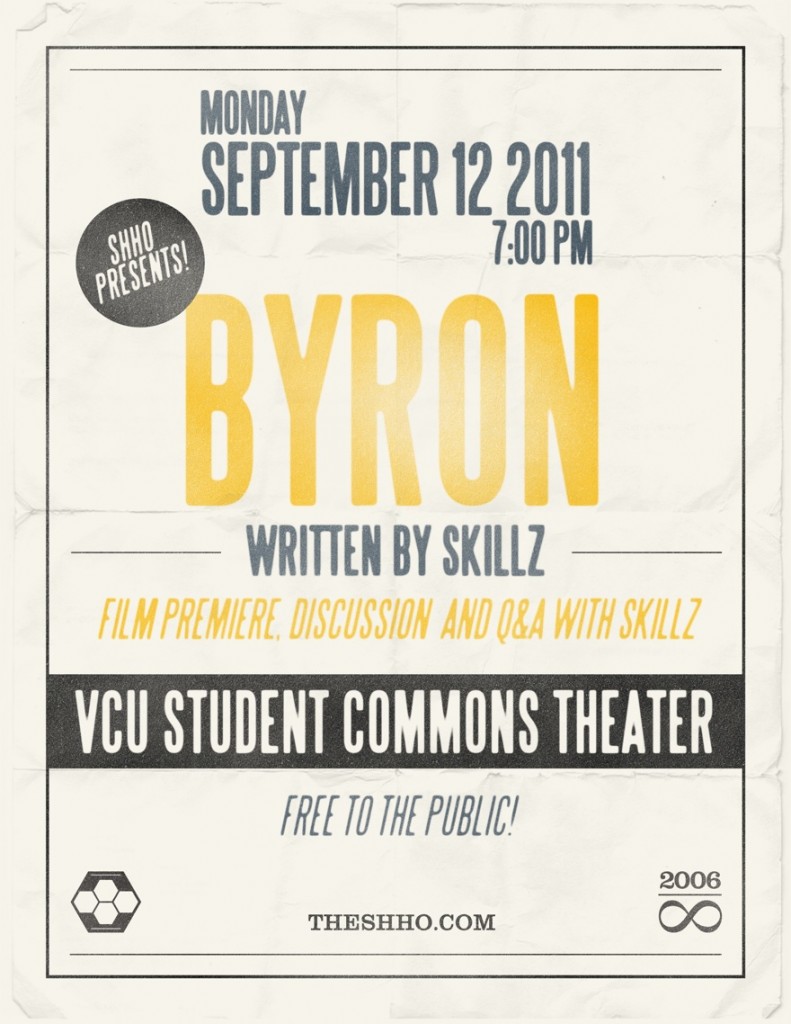 MONDAY
SEPTEMBER 12 2011
7:00 PM
SHHO
PRESENTS!
BYRON
WRITTEN BY SKILLZ
FILM PREMIERE, DISCUSSION AND Q&A WITH SKILLZ
VCU STUDENT COMMONS THEATER
FREE TO THE PUBLIC!
2006
∞
THESHHO.COM